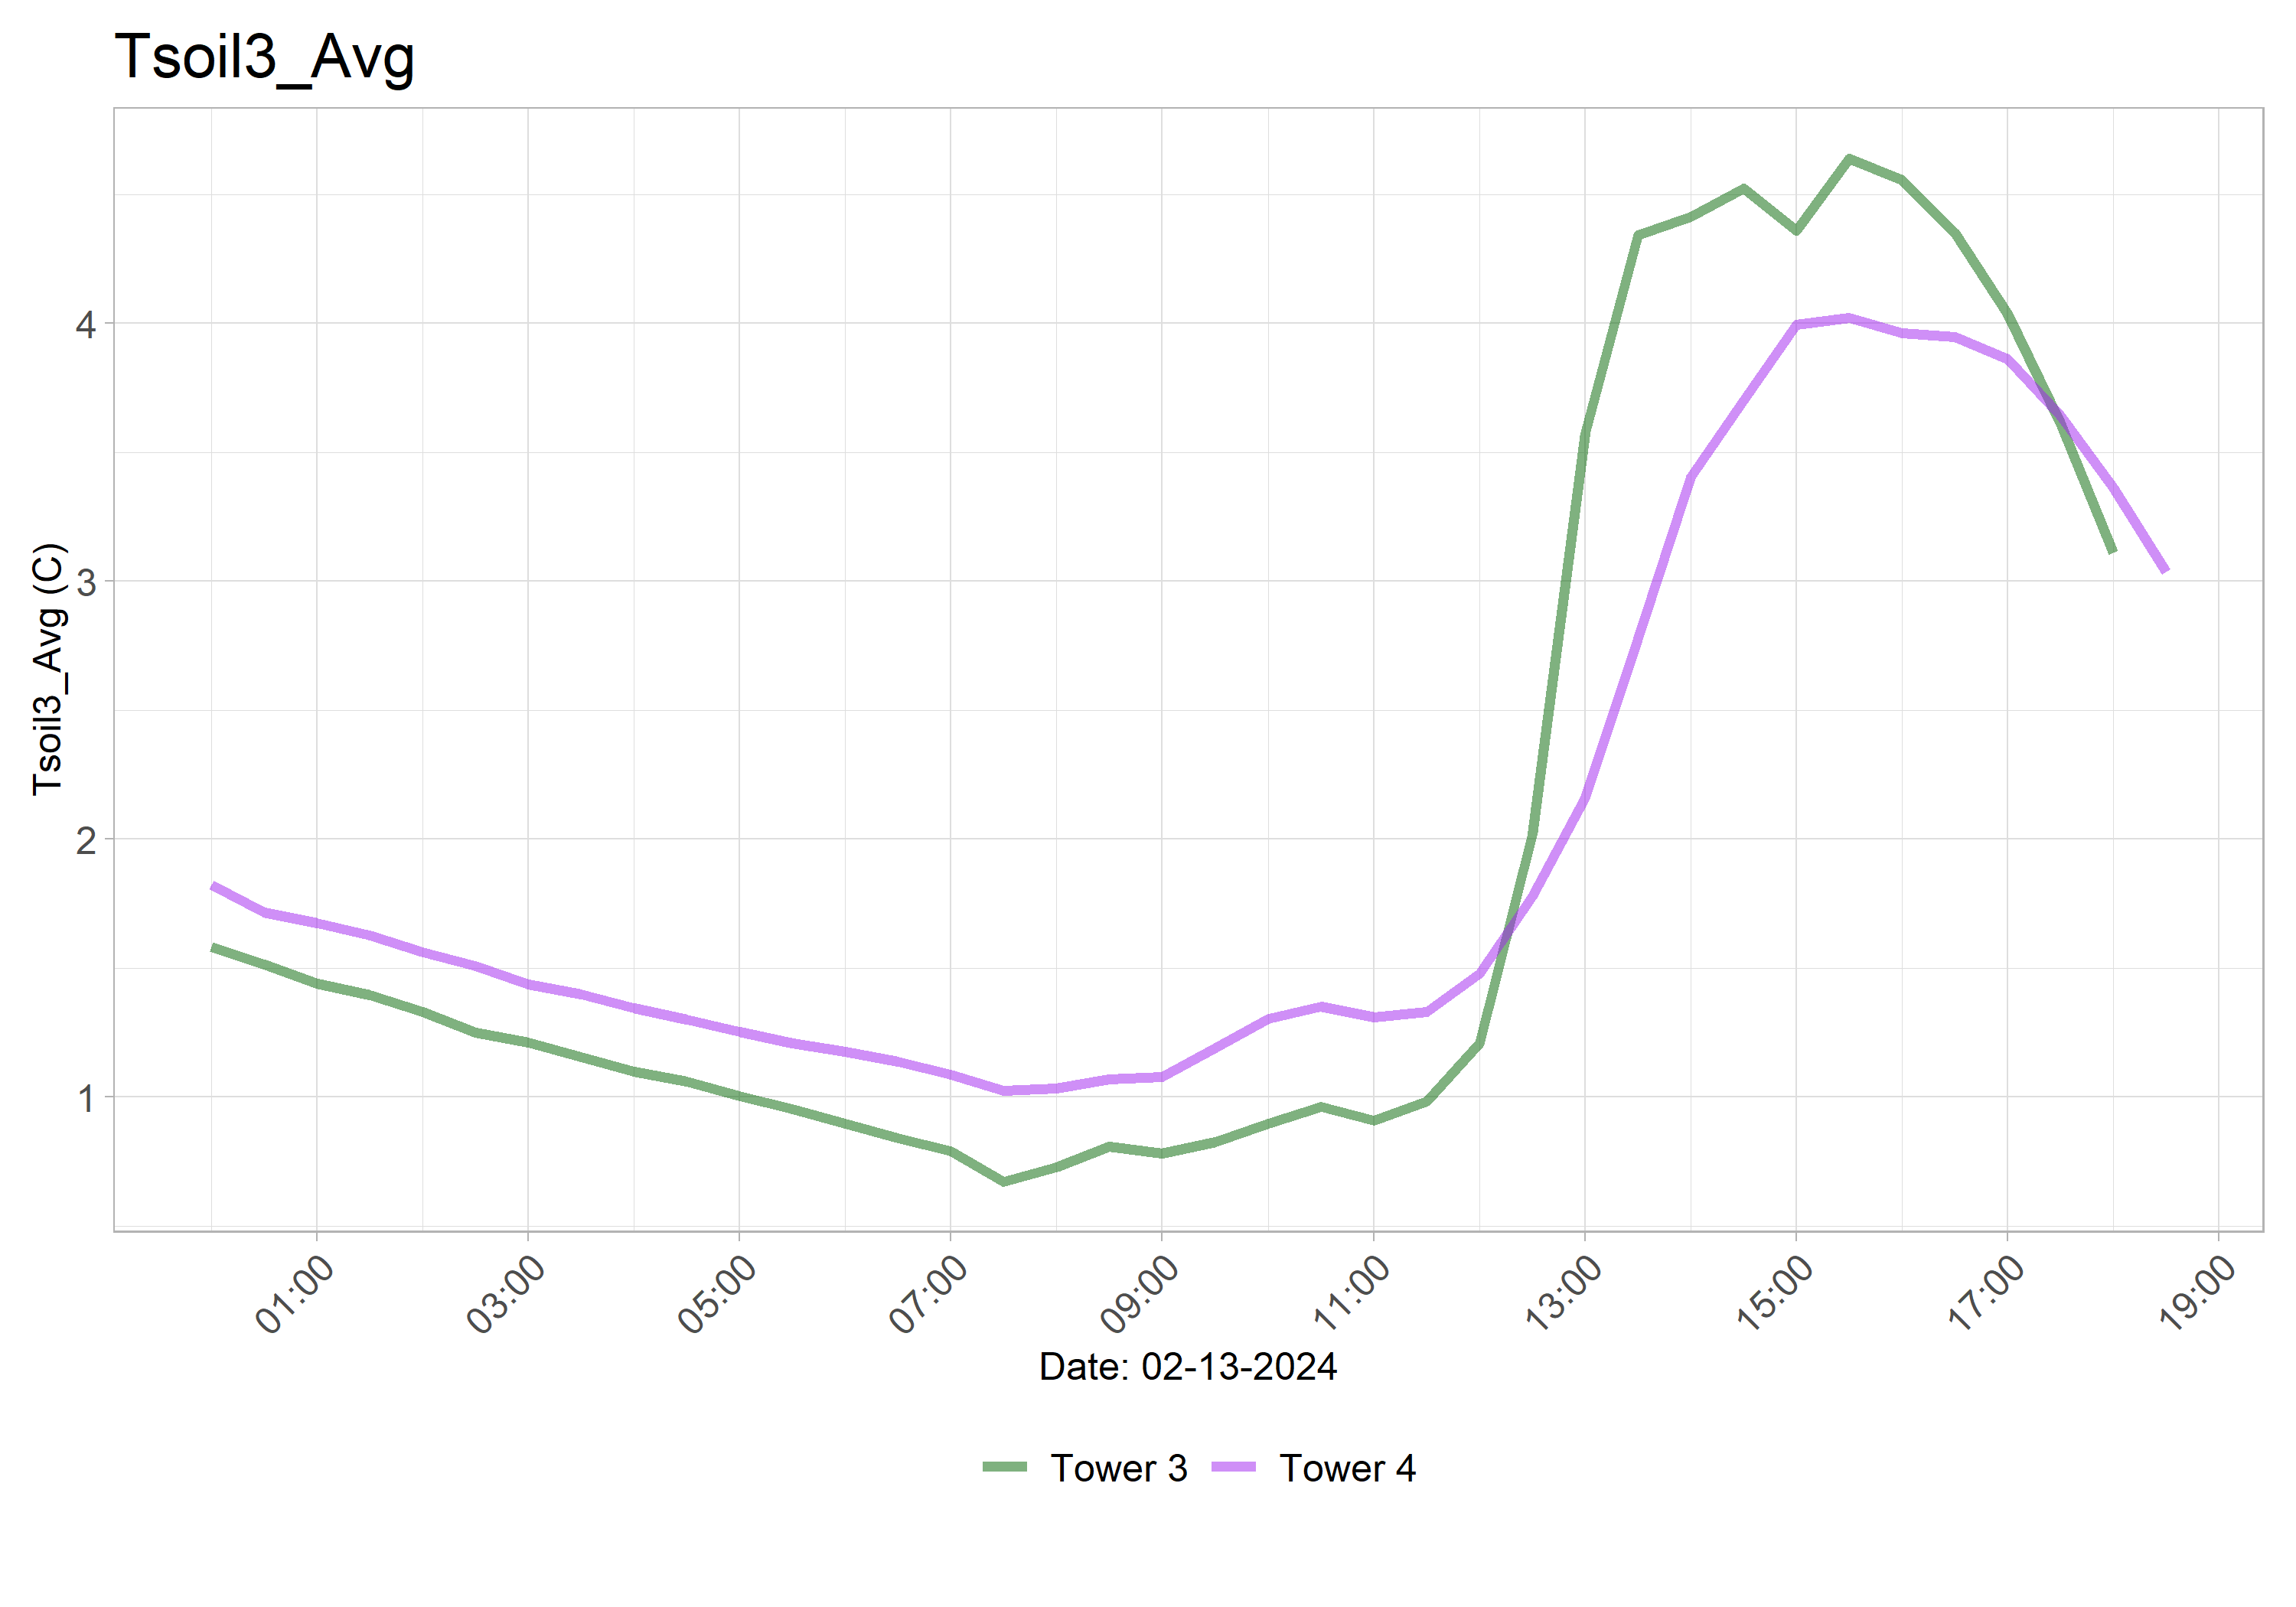 Tsoil3_Avg
Tsoil3_Avg (C)
4
3
2
1
01:00 03:00 05:00 07:00 09:00 11:00 13:00 15:00 17:00 19:00
Date: 02-13-2024
Tower 3 Tower 4